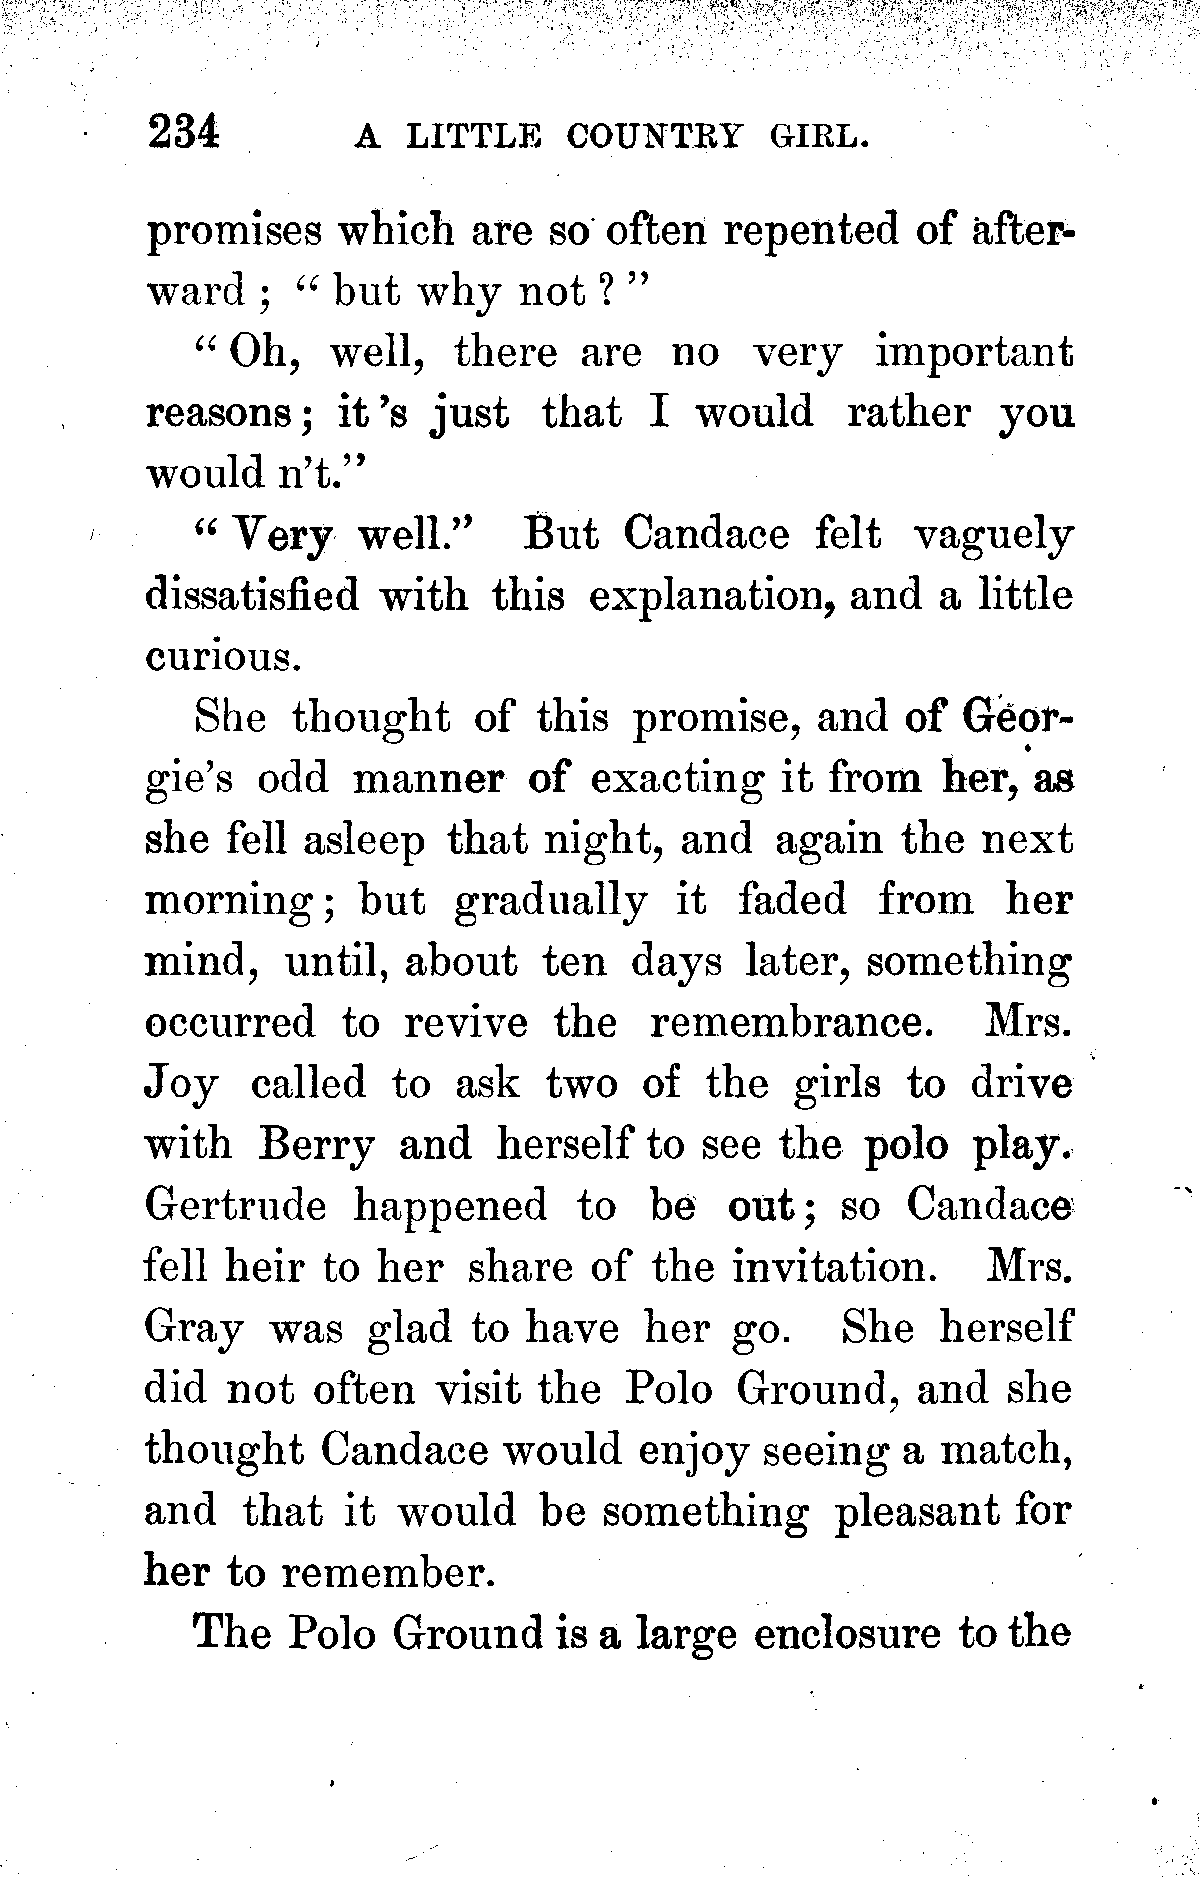 234 A LITTLE COUNTRY GIRL.
promises which are so often repented of after-
ward ; “ but why not ? ”
“ Oh, well, there are no very important
reasons ; it ’s just that I would rather you
would n’t.”
“ Very well.” But Candace felt vaguely
dissatisfied with this explanation, and a little
curious.
She thought of this promise, and of Geor-
gie’s odd manner of exacting it from her, as
she fell asleep that night, and again the next
morning ; but gradually it faded from her
mind, until, about ten days later, something
occurred to revive the remembrance. Mrs.
Joy called to ask two of the girls to drive
with Berry and herself to see the polo play.
Gertrude happened to be out ; so Candace
fell heir to her share of the invitation. Mrs.
Gray was glad to have her go. She herself
did not often visit the Polo Ground, and she
thought Candace would enjoy seeing a match,
and that it would be something pleasant for
her to remember.
The Polo Ground is a large enclosure to the